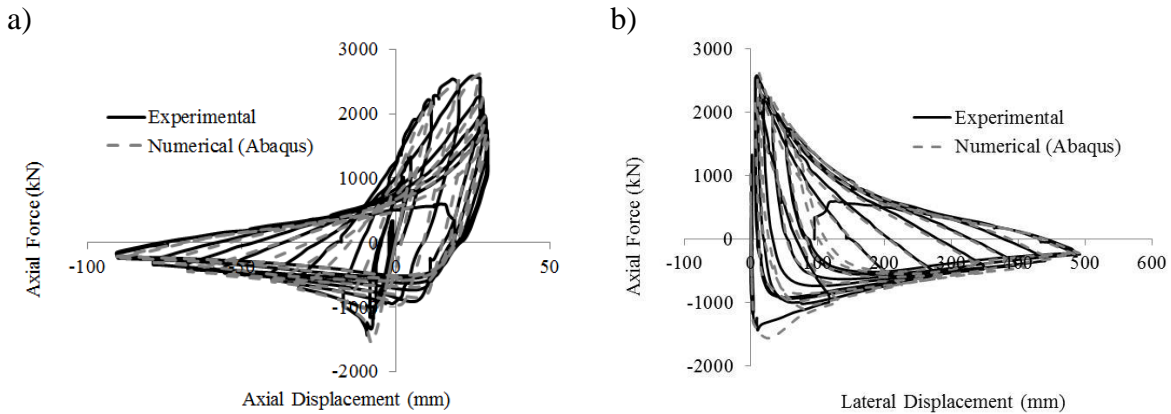 a)
3000
2000
1000
0
-1000
-2000
-100
-50
0
50
Experimental
Numerical (Abaqus)
Axial Force (kN)
Axial Displacement (mm)
b)
3000
2000
1000
0
-1000
-2000
-100
0
100
200
300
400
500
600
Experimental
Numerical (Abaqus)
Axial Force (kN)
Lateral Displacement (mm)